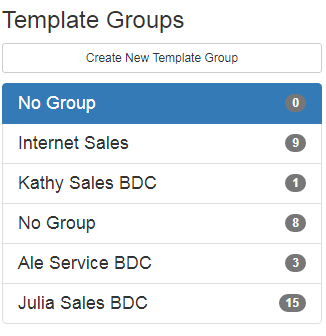 Template Groups
Create New Template Group
No Group 0
Internet Sales 9
Kathy Sales BDC 1
No Group 8
Ale Service BDC 3
Julia Sales BDC 15